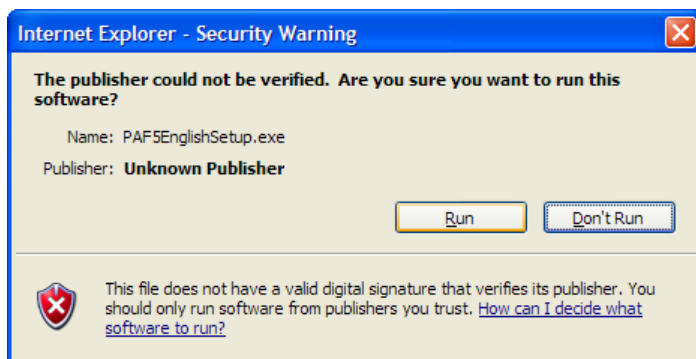 Internet Explorer - Security Warning
The publisher could not be verified. Are you sure you want to run this
software?
Name: PAF5EnglishSetup.exe
Publisher: Unknown Publisher
Run Don't Run
This file does not have a valid digital signature that verifies its publisher. You
should only run software from publishers you trust. How can I decide what
software to run?